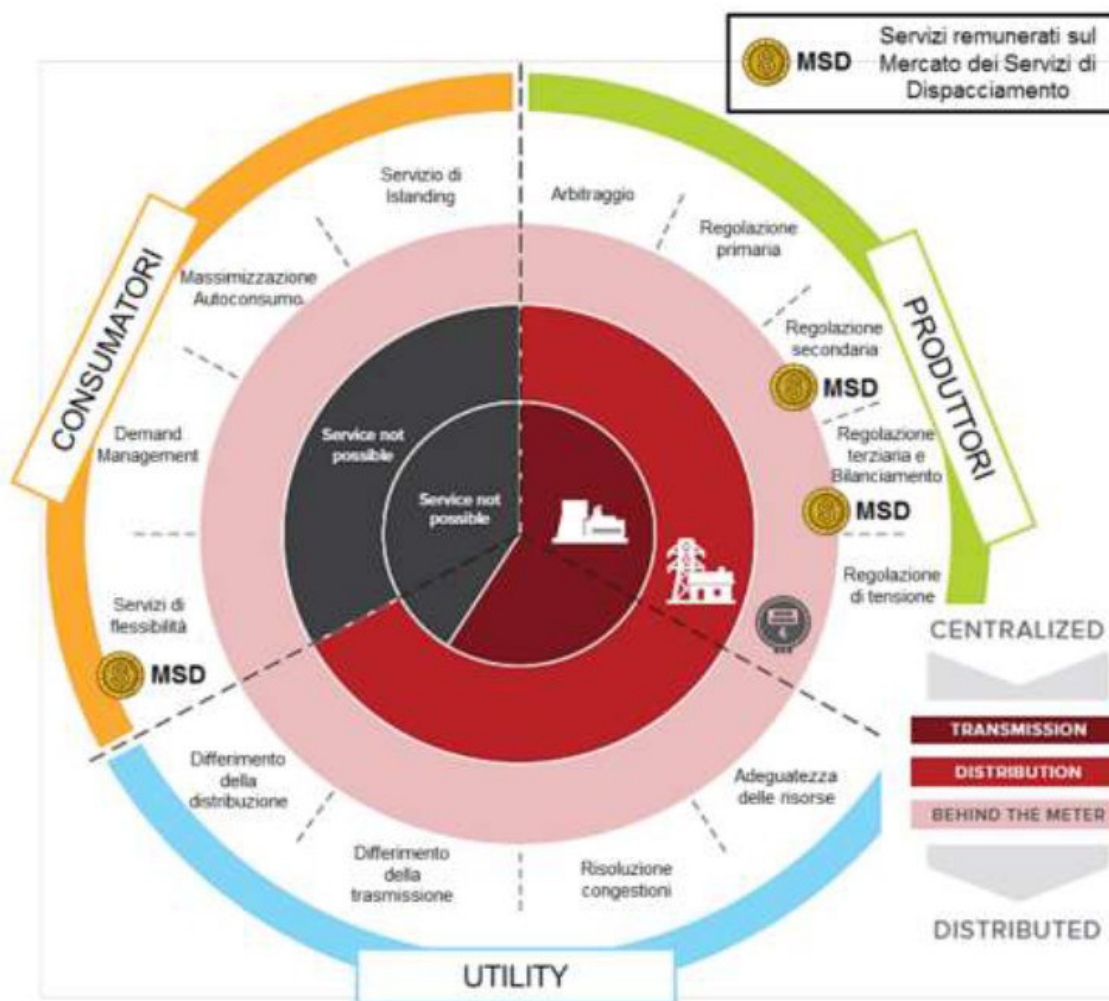 MSD
Servizi remunerati sul
Mercato dei Servizi di
Dispacciamento
CONSUMATORI
PRODUTTORI
UTILITY
Servizio di
Islanding
Arbitraggio
Regolazione
primaria
Massimizzazione
Autoconsumo
Regolazione
secondaria
MSD
Demand
Management
Service not
possible
Service not
possible
Regolazione
terziaria e
Bilanciamento
MSD
Servizi di
flessibilità
MSD
Regolazione
di tensione
Differimento
della
distribuzione
Differimento
della
trasmissione
Risoluzione
congestioni
Adeguatezza
delle risorse
CENTRALIZED
TRANSMISSION
DISTRIBUTION
BEHIND THE METER
DISTRIBUTED